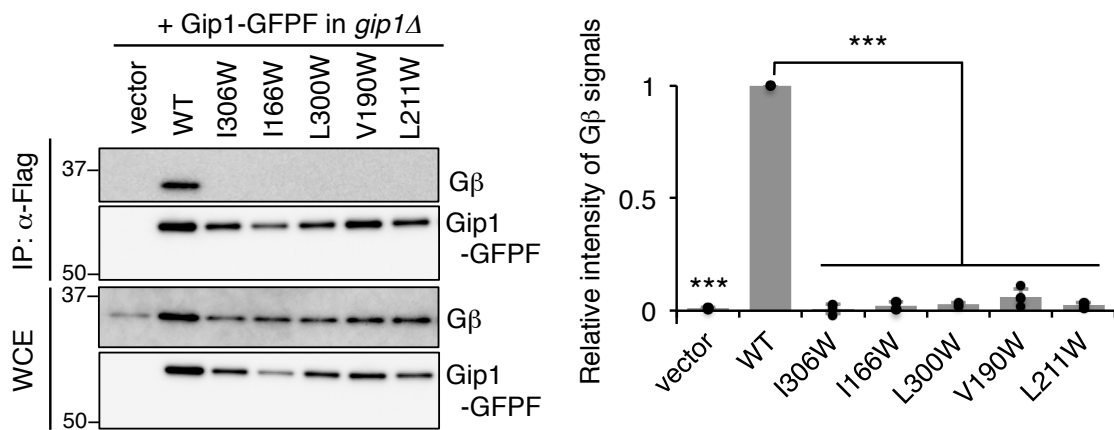 + Gip1-GFPF in gip1Δ
vector
WT
I306W
I166W
L300W
V190W
L211W
IP: α-Flag
37
Gβ
Gip1
-GFPF
50
WCE
37
Gβ
Gip1
-GFPF
50
Relative intensity of Gβ signals
1
0.5
0
***
***
vector
WT
I306W
I166W
L300W
V190W
L211W